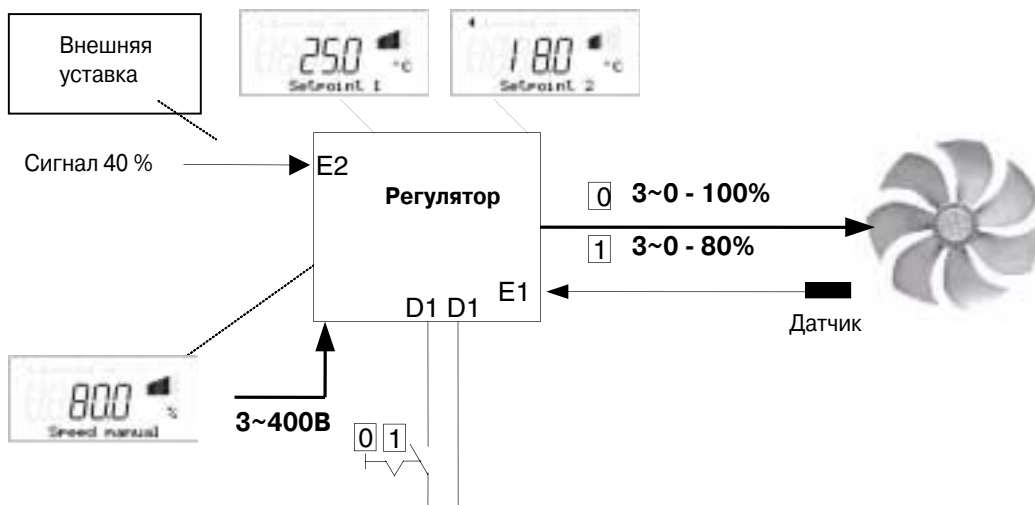 Внешняя
уставка
25.0 °C
Setpoint 1
18.0 °C
Setpoint 2
Сигнал 40 %
E2
Регулятор
0 3~0 - 100%
1 3~0 - 80%
E1
D1 D1
Датчик
80.0 %
Speed manual
3~400В
0 1